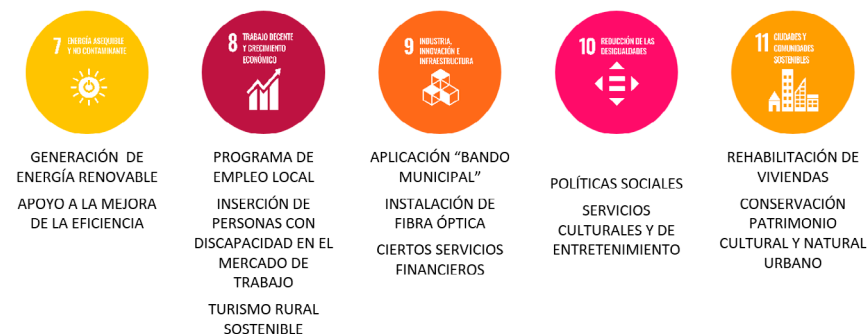 7 ENERGÍA ASEQUIBLE
Y NO CONTAMINANTE
GENERACIÓN DE
ENERGÍA RENOVABLE
APOYO A LA MEJORA
DE LA EFICIENCIA
8 TRABAJO DECENTE
Y CRECIMIENTO
ECONÓMICO
PROGRAMA DE
EMPLEO LOCAL
INSERCIÓN DE
PERSONAS CON
DISCAPACIDAD EN EL
MERCADO DE
TRABAJO
TURISMO RURAL
SOSTENIBLE
9 INDUSTRIA,
INNOVACIÓN E
INFRAESTRUCTURA
APLICACIÓN “BANDO
MUNICIPAL”
INSTALACIÓN DE
FIBRA ÓPTICA
CIERTOS SERVICIOS
FINANCIEROS
10 REDUCCIÓN DE LAS
DESIGUALDADES
POLÍTICAS SOCIALES
SERVICIOS
CULTURALES Y DE
ENTRETENIMIENTO
11 CIUDADES Y
COMUNIDADES
SOSTENIBLES
REHABILITACIÓN DE
VIVIENDAS
CONSERVACIÓN
PATRIMONIO
CULTURAL Y NATURAL
URBANO